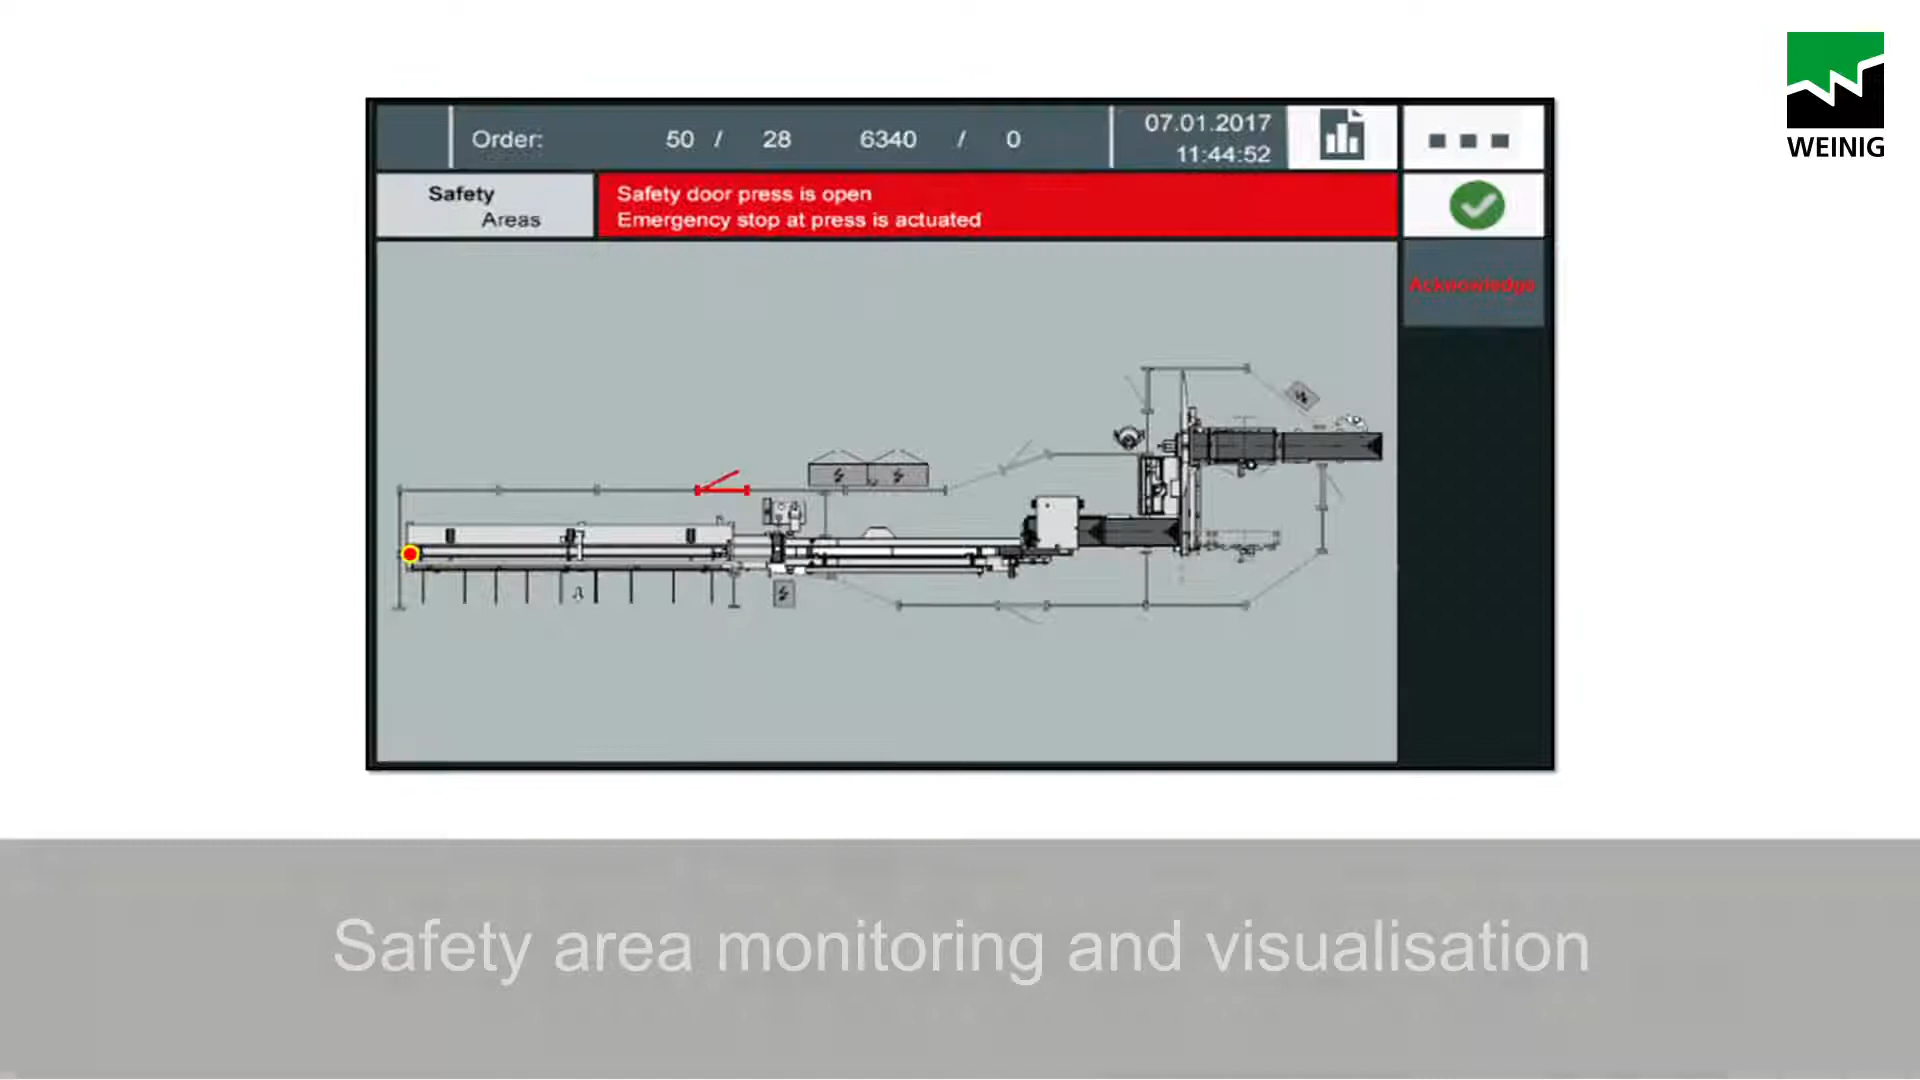 WEINIG
Order: 50 / 28 6340 / 0
07.01.2017
11:44:52
Safety
Areas
Safety door press is open
Emergency stop at press is actuated
Acknowledge
Safety area monitoring and visualisation